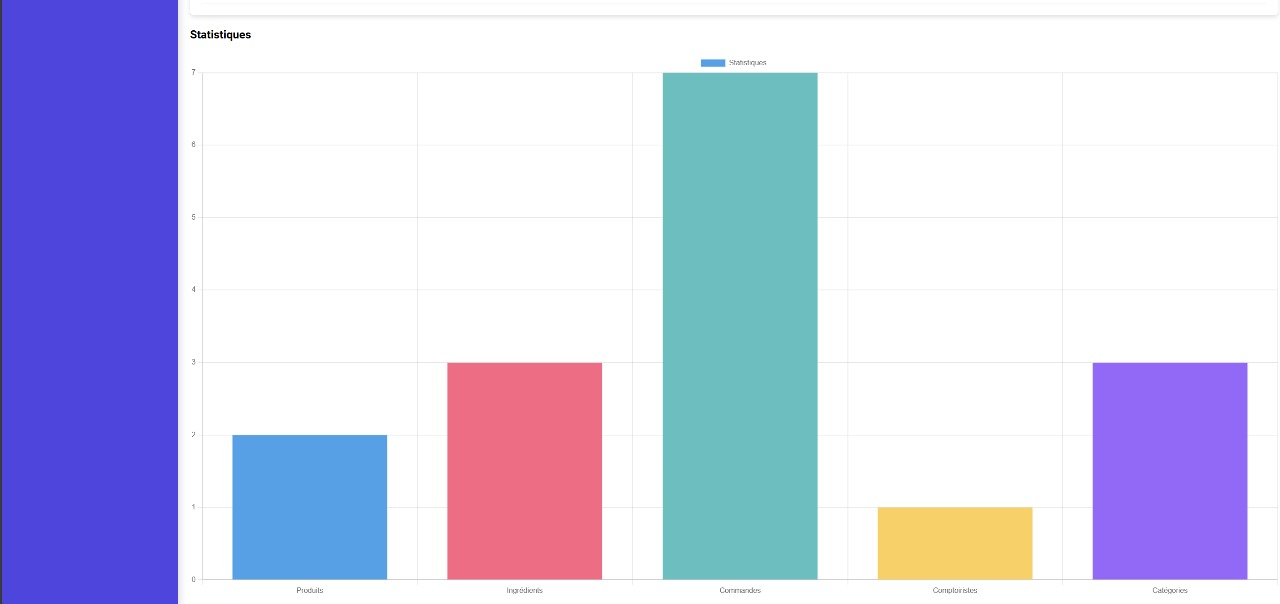 Statistiques
Statistiques
7
6
5
4
3
2
1
0
Produits Ingrédients Commandes Comptoiristes Catégories